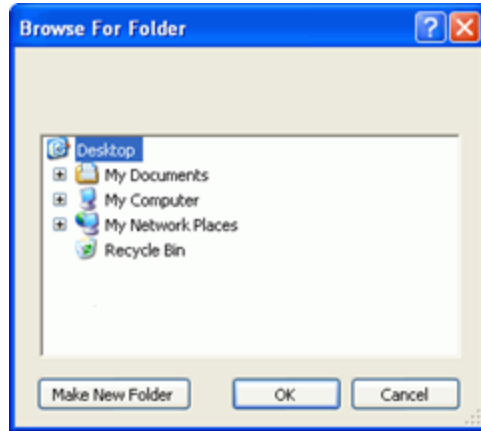 Browse For Folder
Desktop
My Documents
My Computer
My Network Places
Recycle Bin
Make New Folder OK Cancel